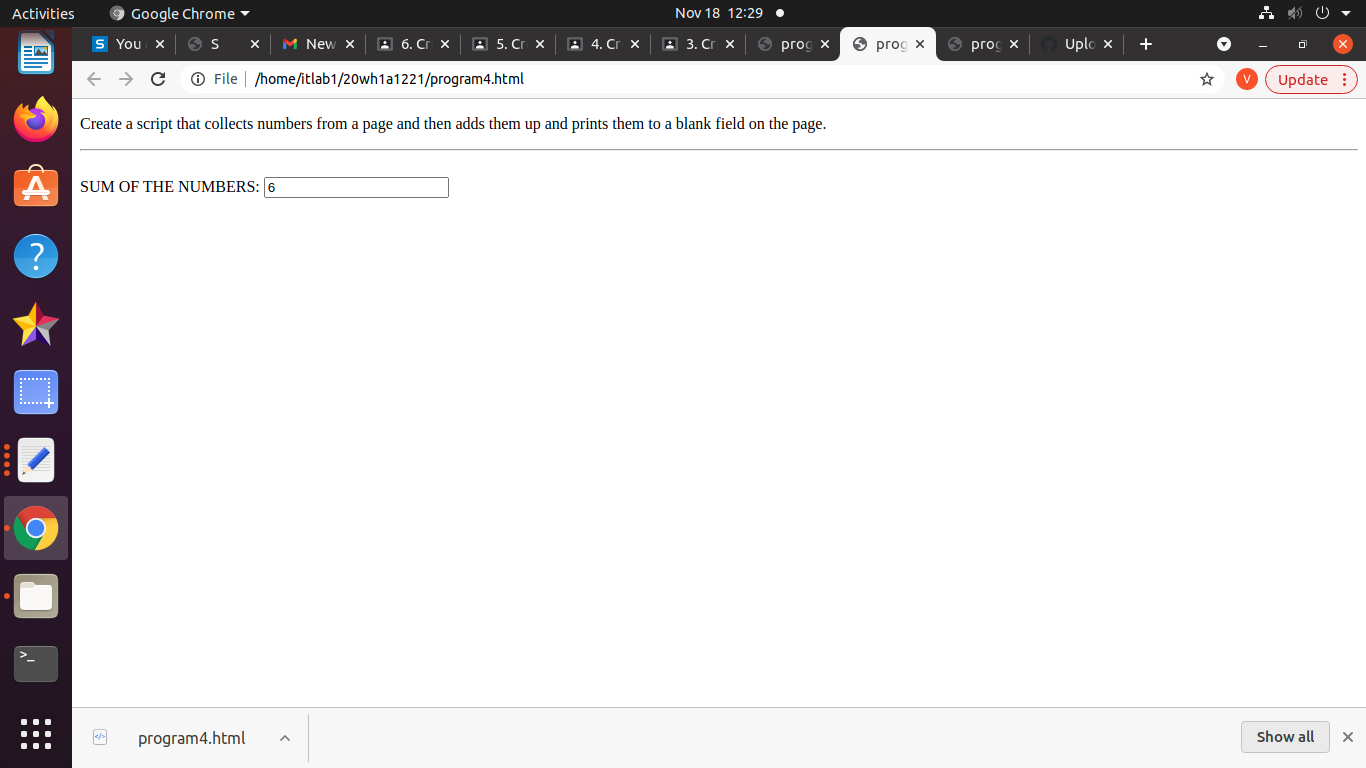 Activities Google Chrome Nov 18 12:29
You S New 6. Cr 5. Cr 4. Cr 3. Cr prog prog prog Uplo
File /home/itlab1/20wh1a1221/program4.html V Update
Create a script that collects numbers from a page and then adds them up and prints them to a blank field on the page.
SUM OF THE NUMBERS: 6
program4.html Show all